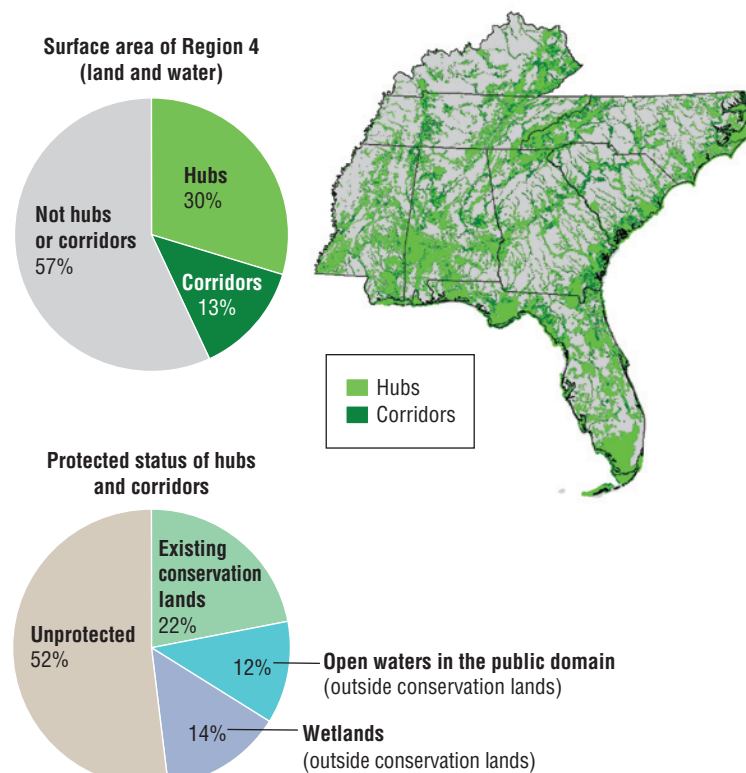 Surface area of Region 4
(land and water)
Hubs
30%
Not hubs
or corridors
57%
Corridors
13%
Hubs
Corridors
Protected status of hubs
and corridors
Existing
conservation
lands
22%
Unprotected
52%
12%
Open waters in the public domain
(outside conservation lands)
14%
Wetlands
(outside conservation lands)